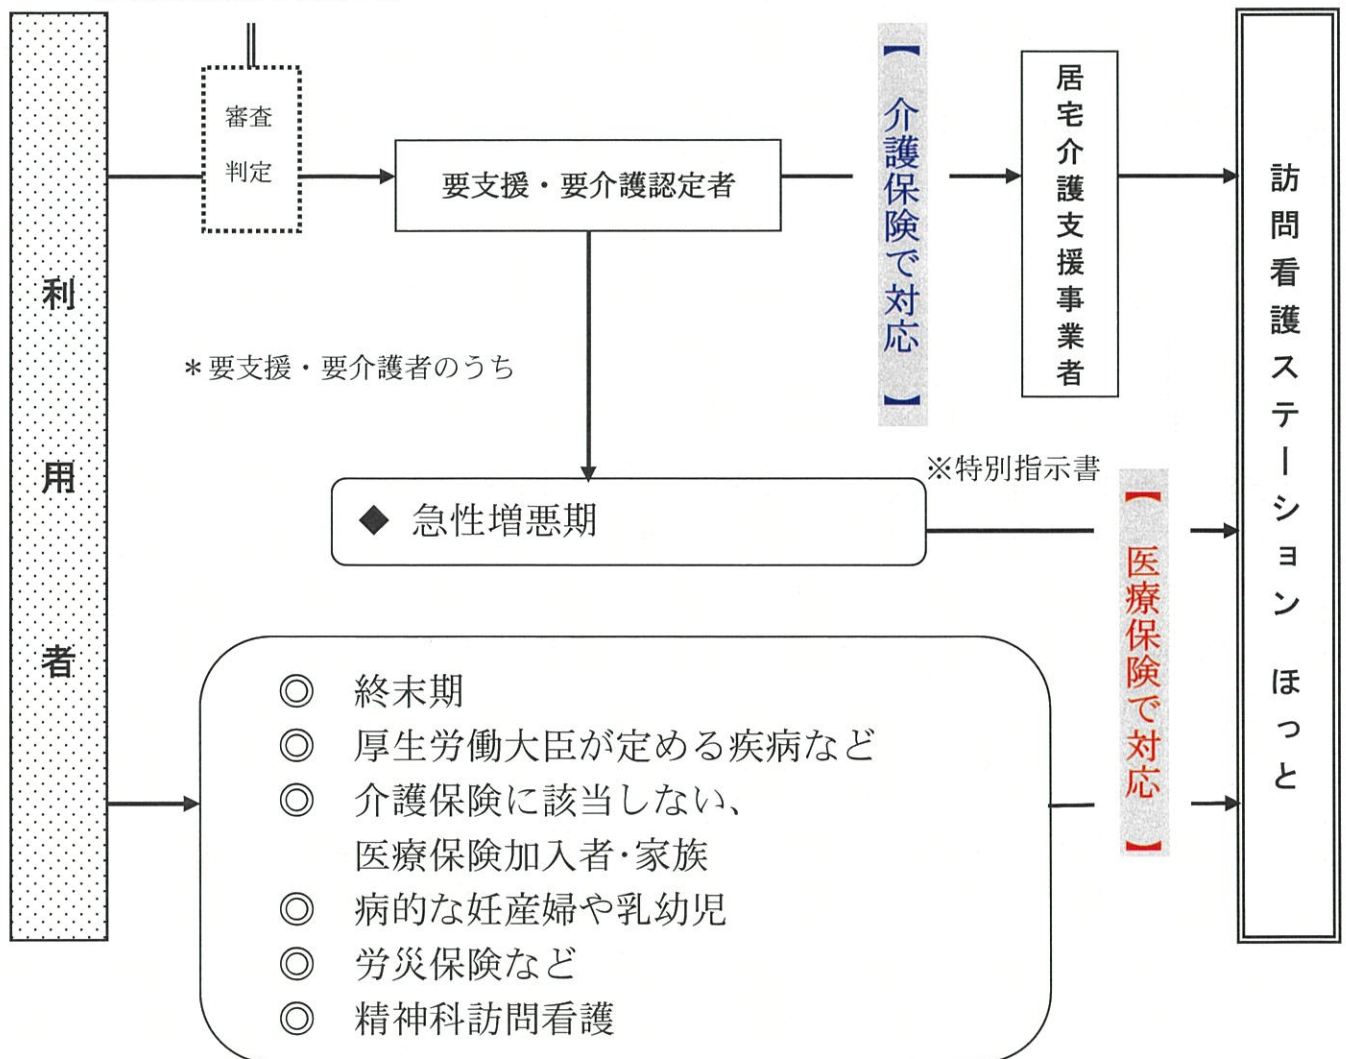 利用者
審査
判定
要支援・要介護認定者
【 介護保険で対応 】
居宅介護支援事業者
訪問看護ステーション ほっと
＊要支援・要介護者のうち
※特別指示書
◆ 急性増悪期
【 医療保険で対応 】
◎ 終末期
◎ 厚生労働大臣が定める疾病など
◎ 介護保険に該当しない、
医療保険加入者・家族
◎ 病的な妊産婦や乳幼児
◎ 労災保険など
◎ 精神科訪問看護